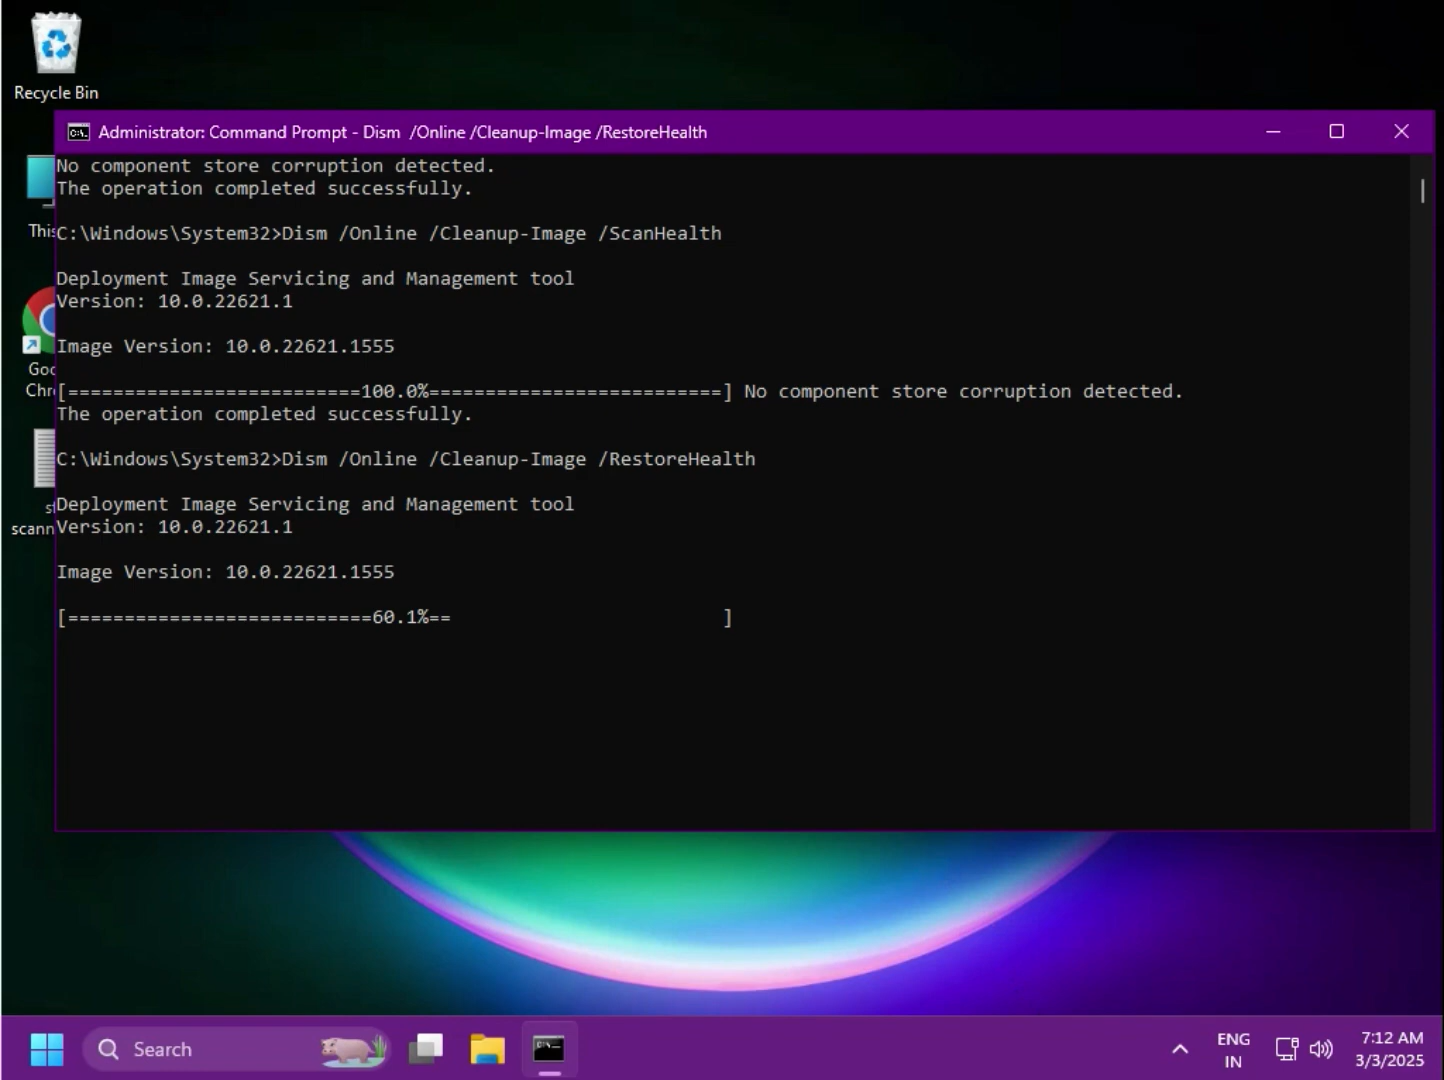 Recycle Bin
Administrator: Command Prompt - Dism  /Online /Cleanup-Image /RestoreHealth
No component store corruption detected.
The operation completed successfully.
This
C:\Windows\System32>Dism /Online /Cleanup-Image /ScanHealth
Deployment Image Servicing and Management tool
Version: 10.0.22621.1
Image Version: 10.0.22621.1555
Goo
Chr
[==========================100.0%==========================] No component store corruption detected.
The operation completed successfully.
C:\Windows\System32>Dism /Online /Cleanup-Image /RestoreHealth
Deployment Image Servicing and Management tool
scann
Version: 10.0.22621.1
Image Version: 10.0.22621.1555
[===========================60.1%==                        ]
Search
ENG
IN
7:12 AM
3/3/2025